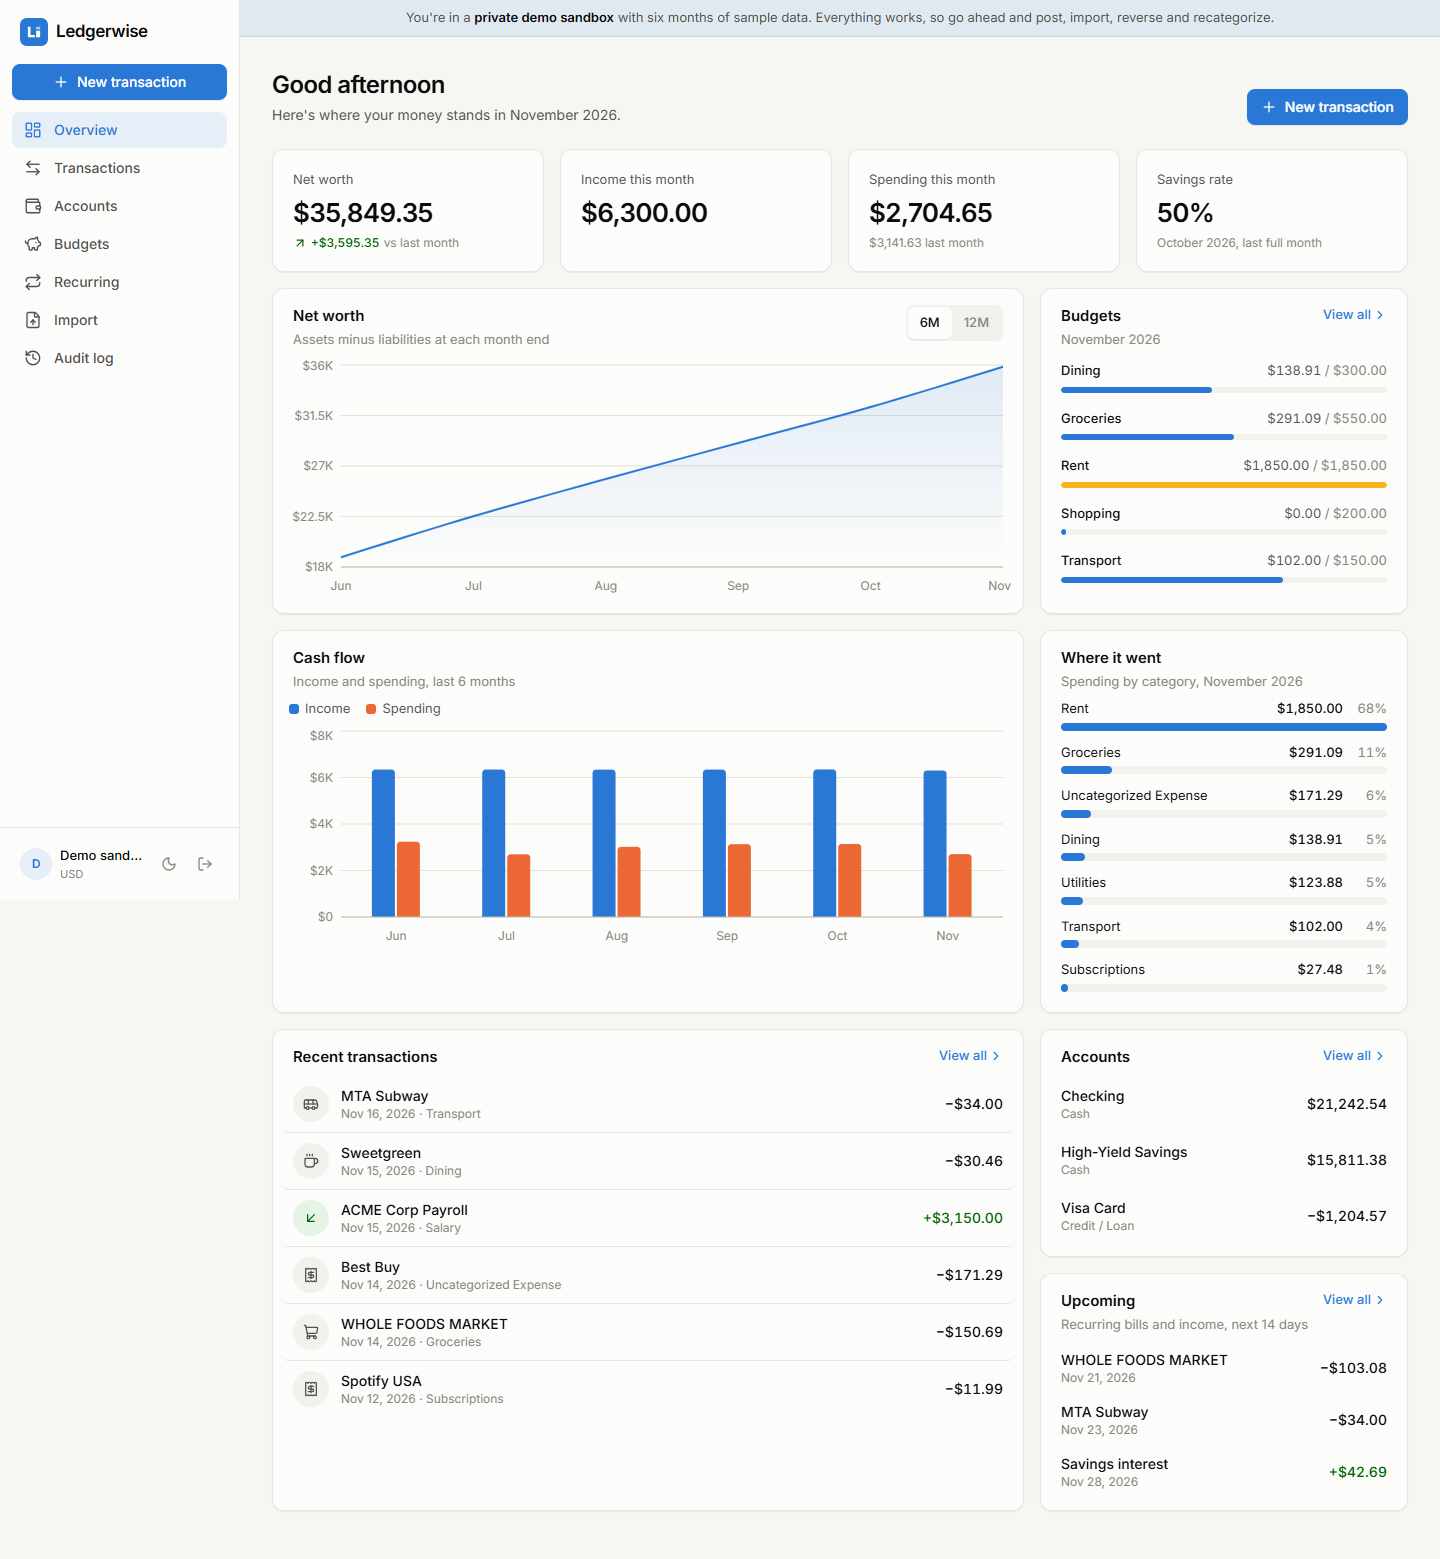 Ledgerwise
New transaction
Overview
Transactions
Accounts
Budgets
Recurring
Import
Audit log
D
Demo sand...
USD
You're in a private demo sandbox with six months of sample data. Everything works, so go ahead and post, import, reverse and recategorize.
Good afternoon
Here's where your money stands in November 2026.
New transaction
Net worth
$35,849.35
+$3,595.35 vs last month
Income this month
$6,300.00
Spending this month
$2,704.65
$3,141.63 last month
Savings rate
50%
October 2026, last full month
Net worth
Assets minus liabilities at each month end
6M 12M
$36K
$31.5K
$27K
$22.5K
$18K
Jun Jul Aug Sep Oct Nov
Budgets
View all
November 2026
Dining $138.91 / $300.00
Groceries $291.09 / $550.00
Rent $1,850.00 / $1,850.00
Shopping $0.00 / $200.00
Transport $102.00 / $150.00
Cash flow
Income and spending, last 6 months
Income Spending
$8K
$6K
$4K
$2K
$0
Jun Jul Aug Sep Oct Nov
Where it went
Spending by category, November 2026
Rent $1,850.00 68%
Groceries $291.09 11%
Uncategorized Expense $171.29 6%
Dining $138.91 5%
Utilities $123.88 5%
Transport $102.00 4%
Subscriptions $27.48 1%
Recent transactions
View all
MTA Subway
Nov 16, 2026 · Transport
−$34.00
Sweetgreen
Nov 15, 2026 · Dining
−$30.46
ACME Corp Payroll
Nov 15, 2026 · Salary
+$3,150.00
Best Buy
Nov 14, 2026 · Uncategorized Expense
−$171.29
WHOLE FOODS MARKET
Nov 14, 2026 · Groceries
−$150.69
Spotify USA
Nov 12, 2026 · Subscriptions
−$11.99
Accounts
View all
Checking
Cash
$21,242.54
High-Yield Savings
Cash
$15,811.38
Visa Card
Credit / Loan
−$1,204.57
Upcoming
View all
Recurring bills and income, next 14 days
WHOLE FOODS MARKET
Nov 21, 2026
−$103.08
MTA Subway
Nov 23, 2026
−$34.00
Savings interest
Nov 28, 2026
+$42.69